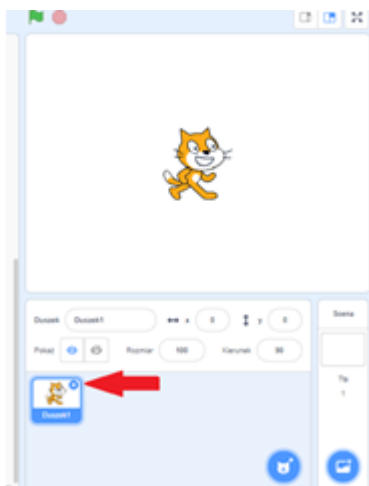 Duszek Duszek1 x 0 y 0
Scena
Pokaż Rozmiar 100 Kierunek 90
Tła
1
Duszek1